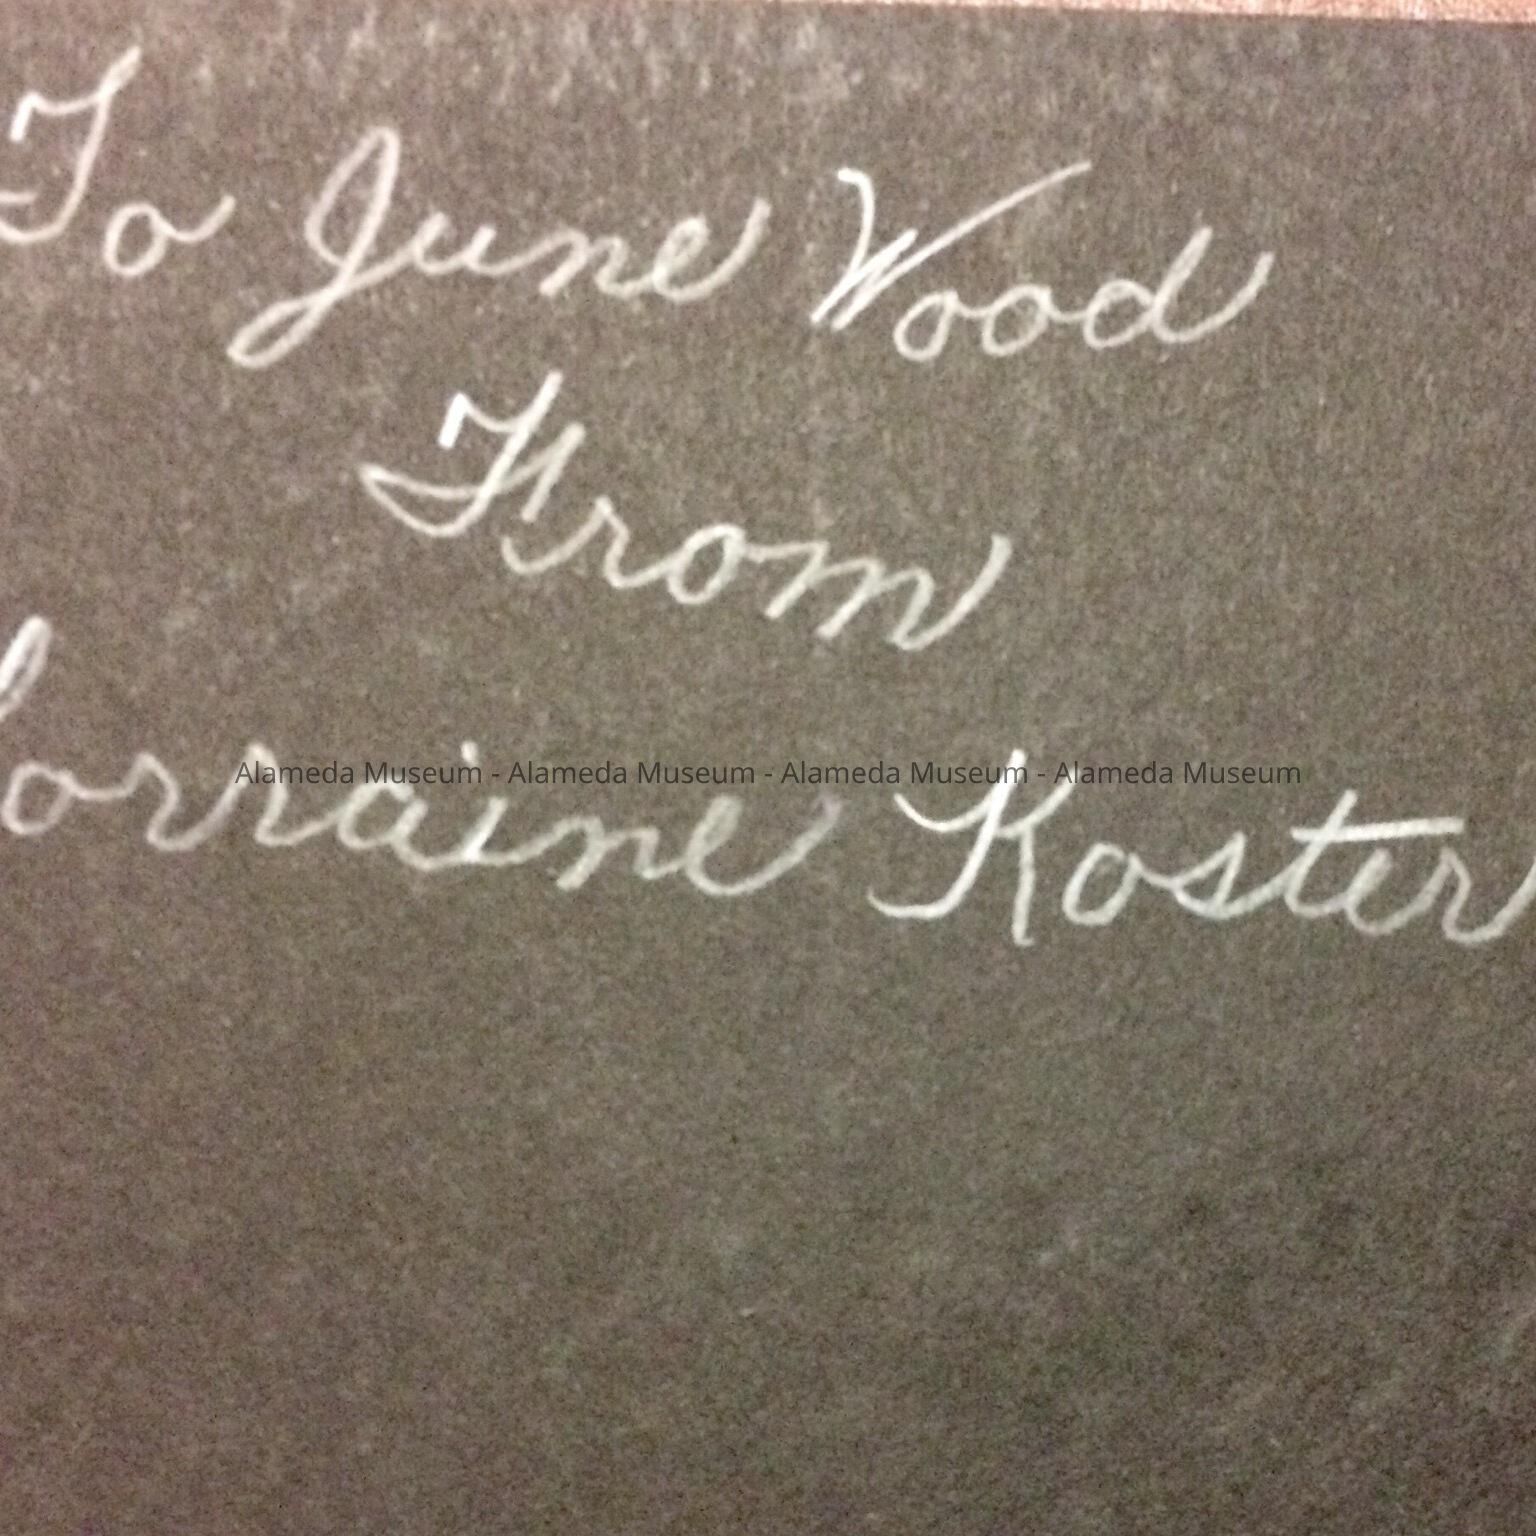 To June Wood
From
Lorraine Koster
Alameda Museum - Alameda Museum - Alameda Museum - Alameda Museum